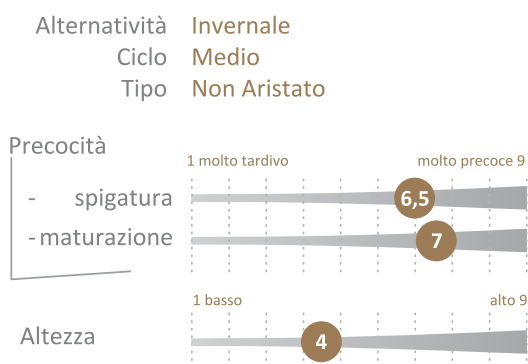 Alternatività Invernale
Ciclo Medio
Tipo Non Aristato
Precocità
1 molto tardivo molto precoce 9
- spigatura 6,5
- maturazione 7
1 basso alto 9
Altezza 4